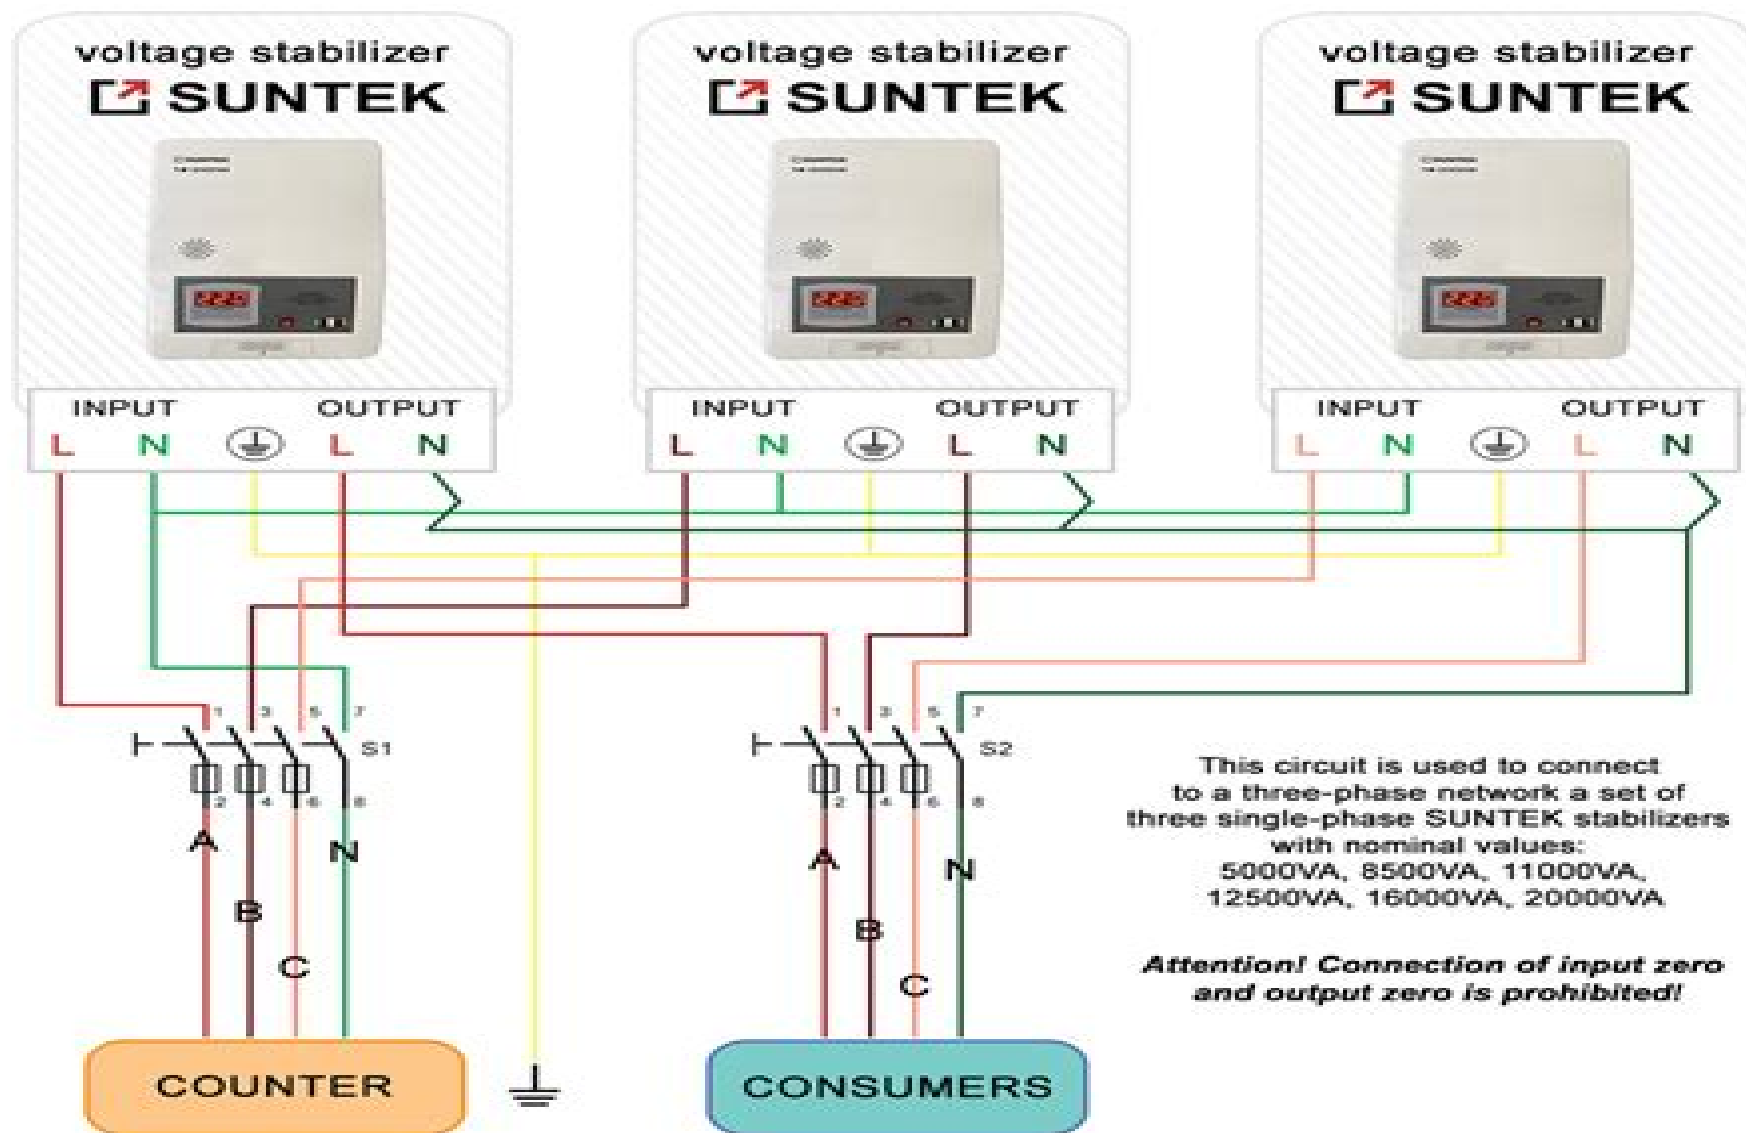 voltage stabilizer
SUNTEK
voltage stabilizer
SUNTEK
voltage stabilizer
SUNTEK
INPUT OUTPUT
L N L N
INPUT OUTPUT
L N L N
INPUT OUTPUT
L N L N
1 3 5 7
S1
2 4 6 8
A
N
B
C
1 3 5 7
S2
2 4 6 8
A
N
B
C
This circuit is used to connect
to a three-phase network a set of
three single-phase SUNTEK stabilizers
with nominal values:
5000VA, 8500VA, 11000VA,
12500VA, 16000VA, 20000VA
Attention! Connection of input zero
and output zero is prohibited!
COUNTER
CONSUMERS